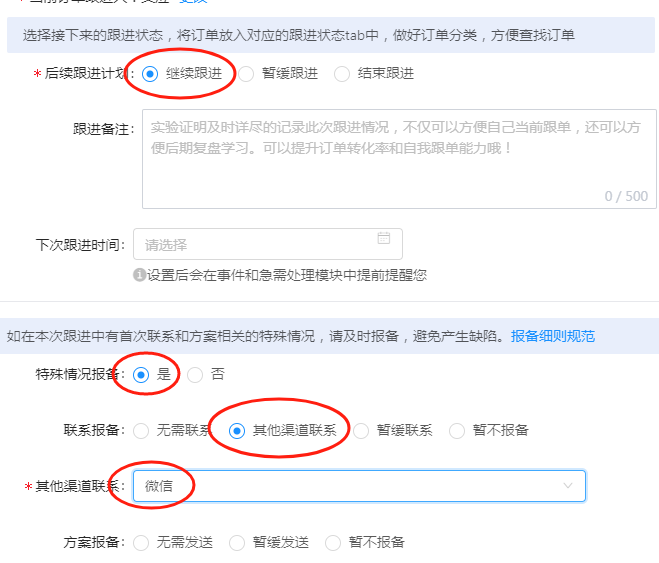 更改
选择接下来的跟进状态，将订单放入对应的跟进状态tab中，做好订单分类，方便查找订单
* 后续跟进计划: 继续跟进 暂缓跟进 结束跟进
跟进备注: 实验证明及时详尽的记录此次跟进情况，不仅可以方便自己当前跟单，还可以方
便后期复盘学习。可以提升订单转化率和自我跟单能力哦！
0 / 500
下次跟进时间: 请选择
设置后会在事件和急需处理模块中提前提醒您
如在本次跟进中有首次联系和方案相关的特殊情况，请及时报备，避免产生缺陷。报备细则规范
特殊情况报备: 是 否
联系报备: 无需联系 其他渠道联系 暂缓联系 暂不报备
* 其他渠道联系: 微信
方案报备: 无需发送 暂缓发送 暂不报备